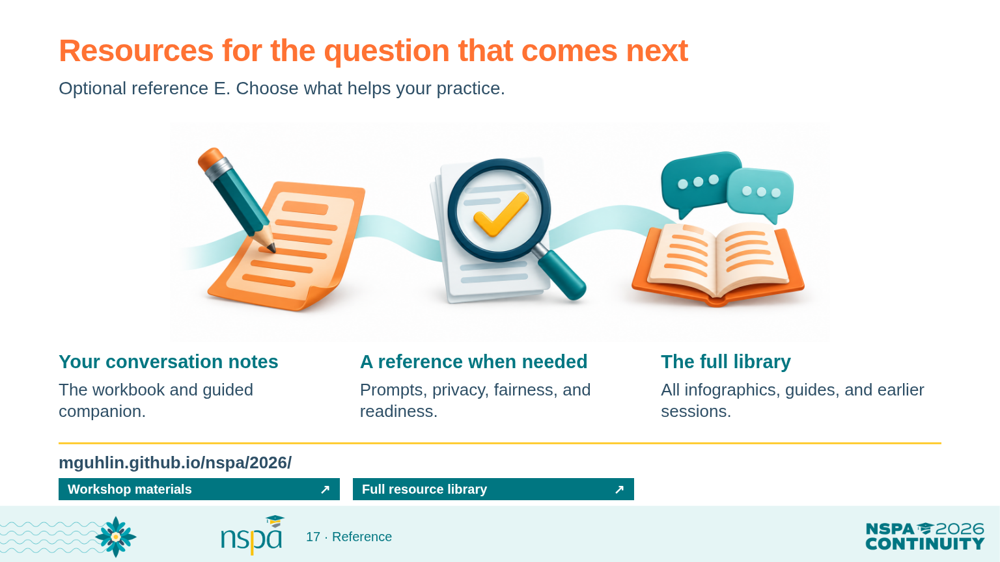 Resources for the question that comes next
Optional reference E. Choose what helps your practice.
Your conversation notes
The workbook and guided
companion.
A reference when needed
Prompts, privacy, fairness, and
readiness.
The full library
All infographics, guides, and earlier
sessions.
mguhlin.github.io/nspa/2026/
Workshop materials ↗
Full resource library ↗
nspa
17 · Reference
NSPA 2026
CONTINUITY